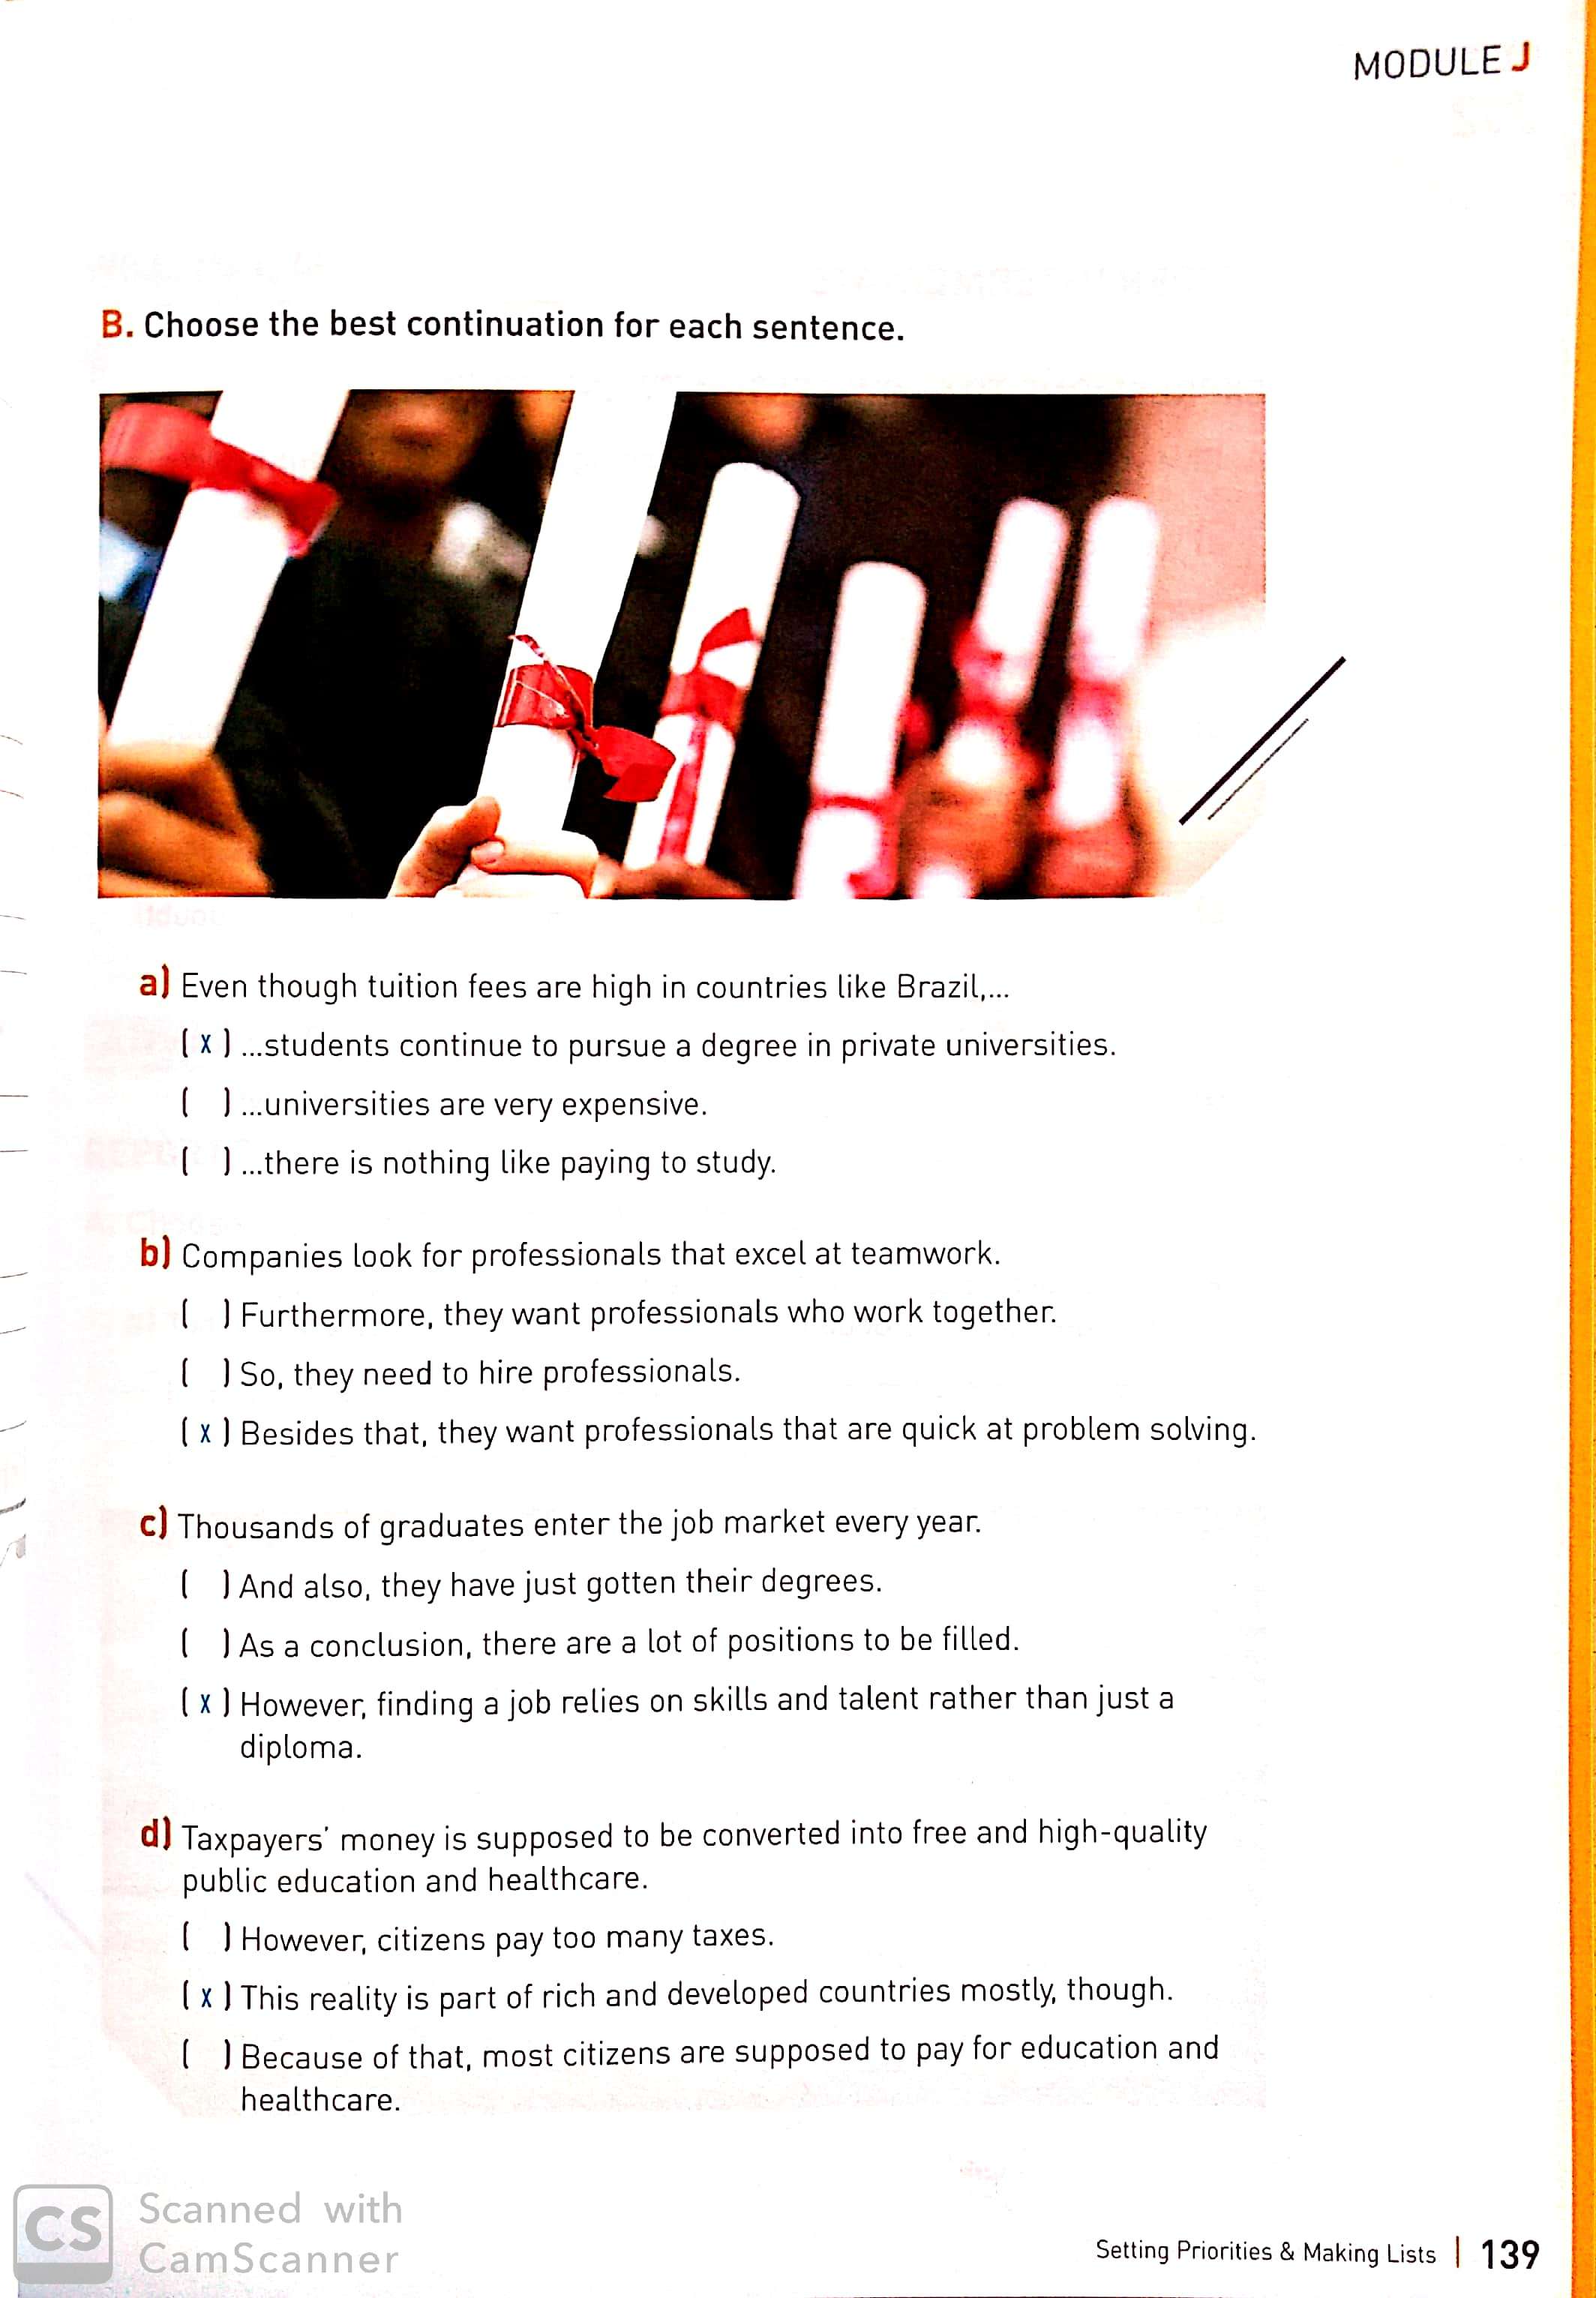 MODULE J
B. Choose the best continuation for each sentence.
a) Even though tuition fees are high in countries like Brazil,...
( X ) ...students continue to pursue a degree in private universities.
( ) ...universities are very expensive.
( ) ...there is nothing like paying to study.
b) Companies look for professionals that excel at teamwork.
( ) Furthermore, they want professionals who work together.
( ) So, they need to hire professionals.
( X ) Besides that, they want professionals that are quick at problem solving.
c) Thousands of graduates enter the job market every year.
( ) And also, they have just gotten their degrees.
( ) As a conclusion, there are a lot of positions to be filled.
( X ) However, finding a job relies on skills and talent rather than just a
diploma.
d) Taxpayers' money is supposed to be converted into free and high-quality
public education and healthcare.
( ) However, citizens pay too many taxes.
( X ) This reality is part of rich and developed countries mostly, though.
( ) Because of that, most citizens are supposed to pay for education and
healthcare.
CS Scanned with
CamScanner
Setting Priorities & Making Lists | 139